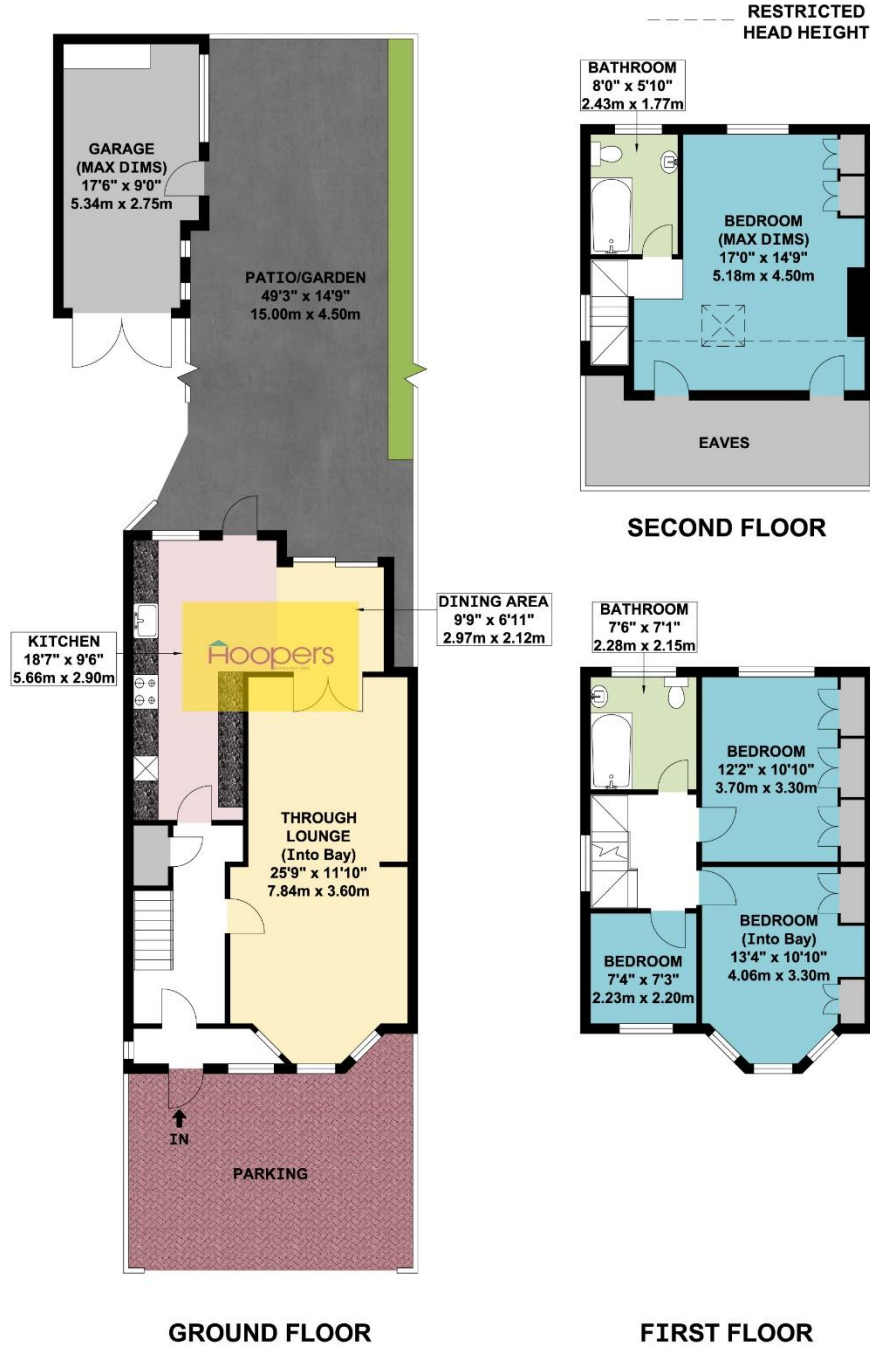 RESTRICTED
HEAD HEIGHT
BATHROOM
8'0" x 5'10"
2.43m x 1.77m
BEDROOM
(MAX DIMS)
17'0" x 14'9"
5.18m x 4.50m
EAVES
SECOND FLOOR
GARAGE
(MAX DIMS)
17'6" x 9'0"
5.34m x 2.75m
PATIO/GARDEN
49'3" x 14'9"
15.00m x 4.50m
KITCHEN
18'7" x 9'6"
5.66m x 2.90m
Hoopers
DINING AREA
9'9" x 6'11"
2.97m x 2.12m
THROUGH
LOUNGE
(Into Bay)
25'9" x 11'10"
7.84m x 3.60m
IN
PARKING
GROUND FLOOR
BATHROOM
7'6" x 7'1"
2.28m x 2.15m
BEDROOM
12'2" x 10'10"
3.70m x 3.30m
BEDROOM
(Into Bay)
13'4" x 10'10"
4.06m x 3.30m
BEDROOM
7'4" x 7'3"
2.23m x 2.20m
FIRST FLOOR